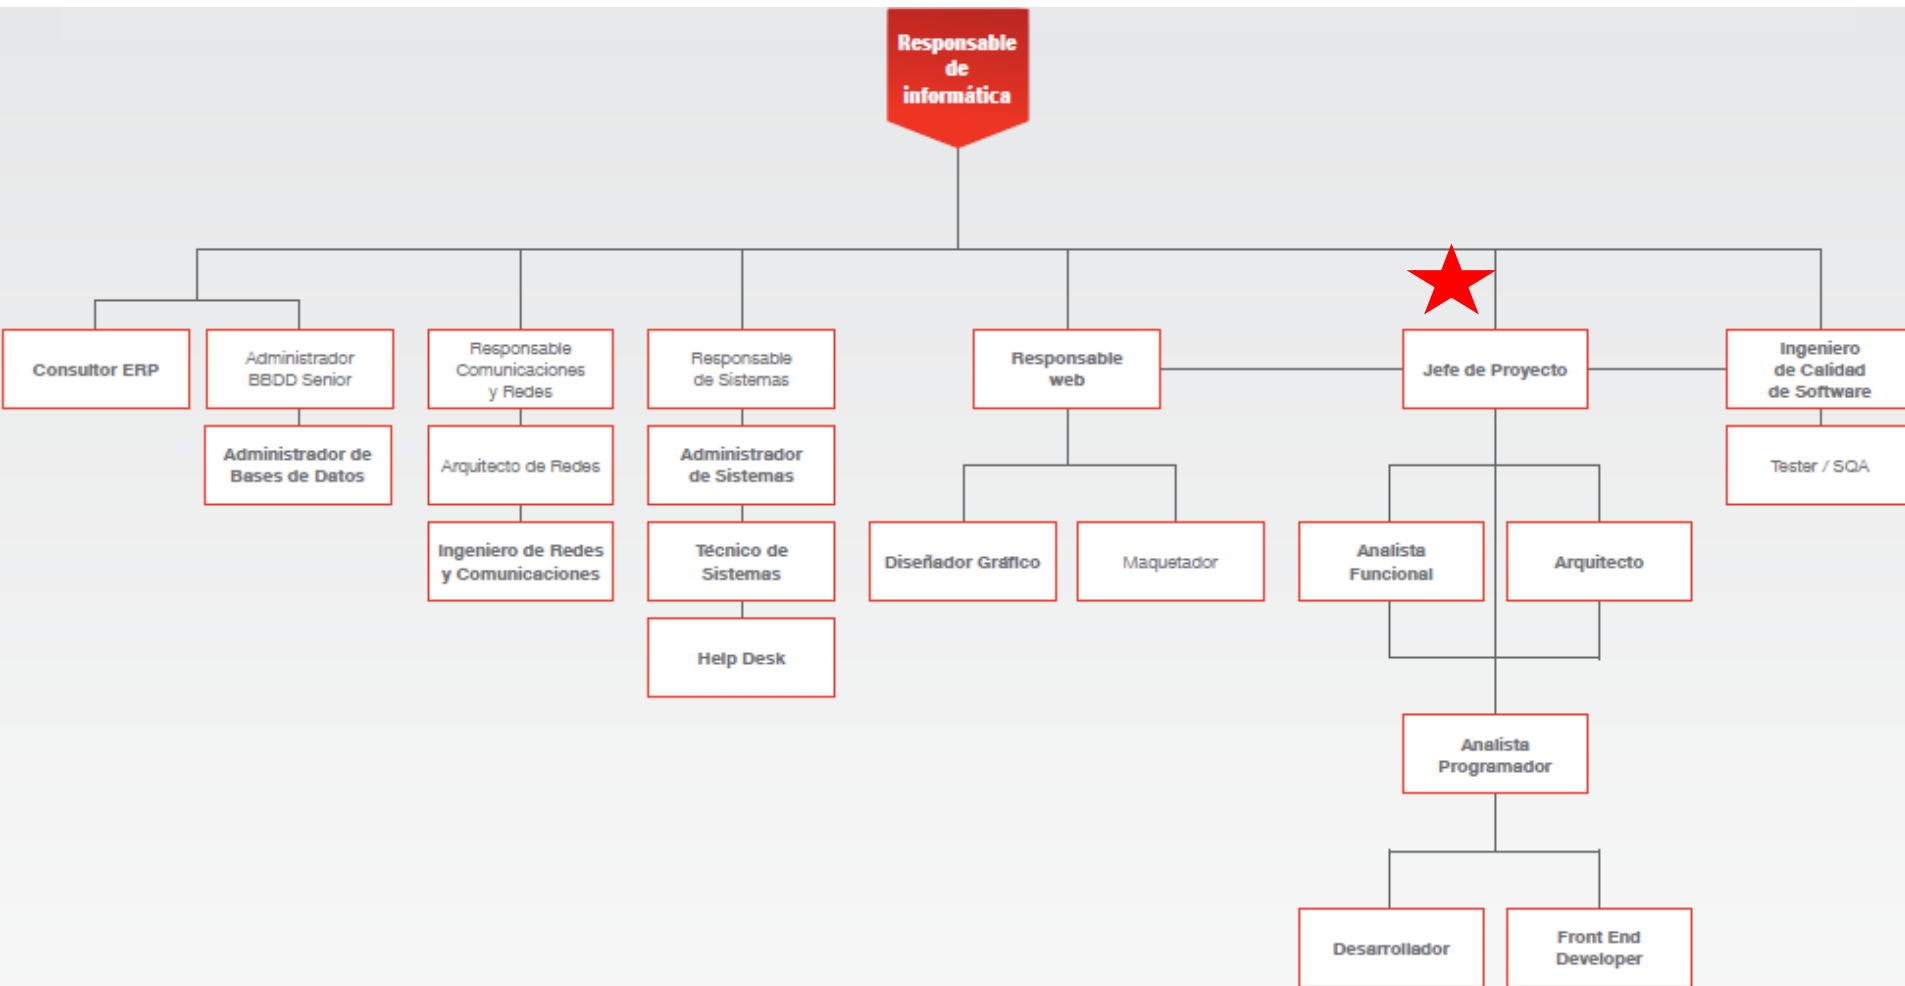 Responsable
de
informática
Consultor ERP
Administrador
BBDD Senior
Responsable
Comunicaciones
y Redes
Responsable
de Sistemas
Responsable
web
Jefe de Proyecto
Ingeniero
de Calidad
de Software
Administrador de
Bases de Datos
Arquitecto de Redes
Administrador
de Sistemas
Tester / SQA
Ingeniero de Redes
y Comunicaciones
Técnico de
Sistemas
Diseñador Gráfico
Maquetador
Analista
Funcional
Arquitecto
Help Desk
Analista
Programador
Desarrollador
Front End
Developer